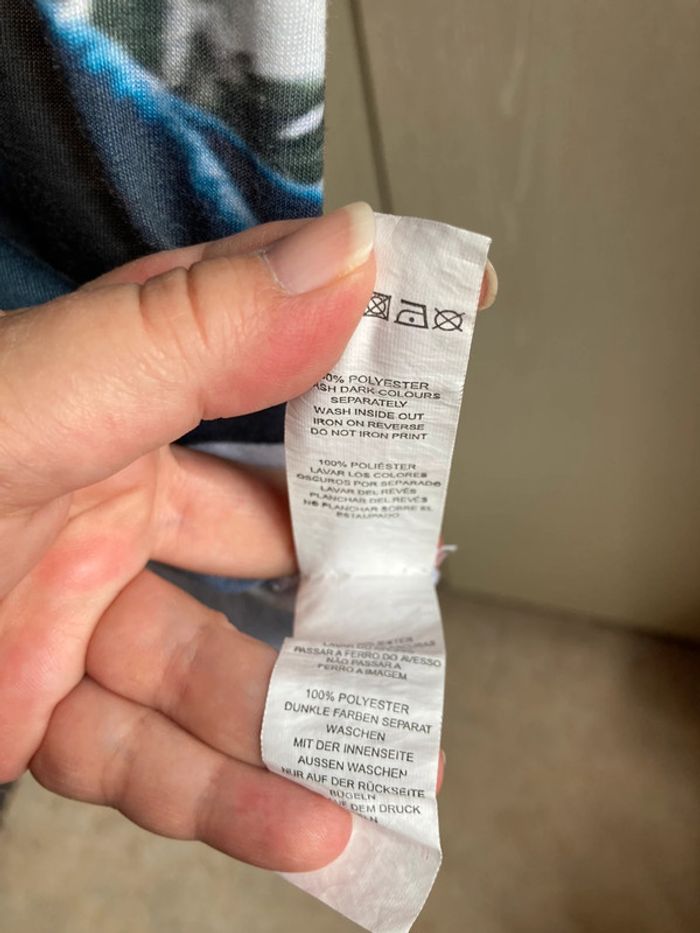 POLYESTER
DARK COLOURS
SEPARATELY
WASH INSIDE OUT
IRON ON REVERSE
DO NOT IRON PRINT
100% POLIÉSTER
LAVAR LOS COLORES
OSCUROS POR SEPARADO
LAVAR DEL REVÉS
PLANCHAR DEL REVÉS
NO PLANCHAR SOBRE EL
ESTAMPADO
PASSAR A FERRO DO AVESSO
NÃO PASSAR A
FERRO A IMAGEM
100% POLYESTER
DUNKLE FARBEN SEPARAT
WASCHEN
MIT DER INNENSEITE
AUSSEN WASCHEN
NUR AUF DER RÜCKSEITE
BÜGELN
DEM DRUCK